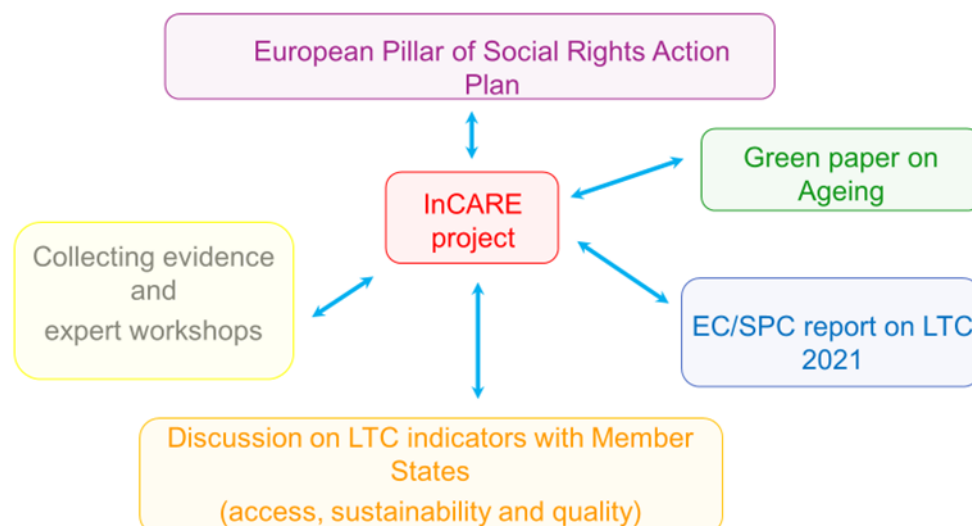 European Pillar of Social Rights Action
Plan
Green paper on
Ageing
InCARE
project
Collecting evidence
and
expert workshops
EC/SPC report on LTC
2021
Discussion on LTC indicators with Member
States
(access, sustainability and quality)